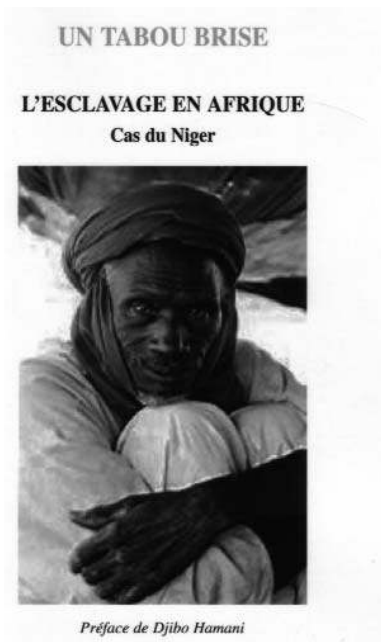 UN TABOU BRISE
L'ESCLAVAGE EN AFRIQUE
Cas du Niger
Préface de Djibo Hamani